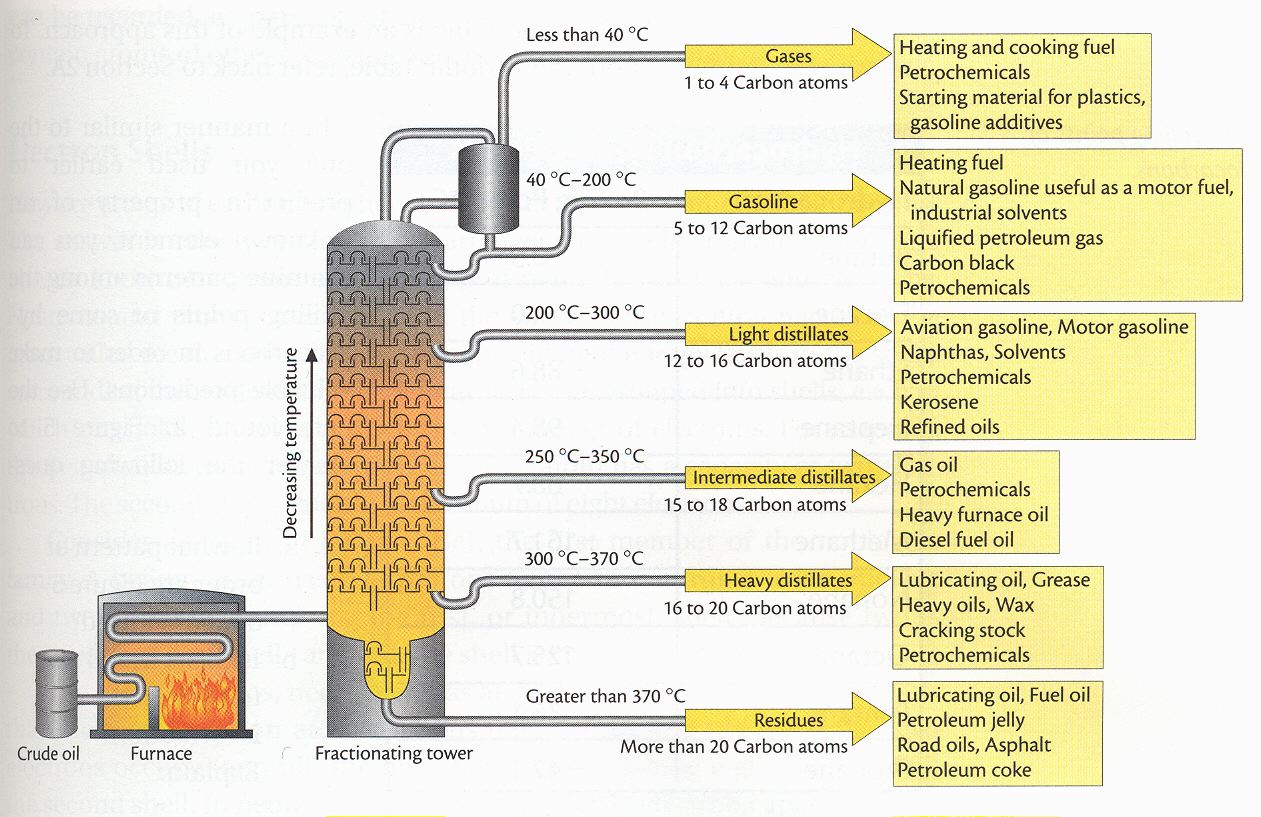 Less than 40 °C
Gases
1 to 4 Carbon atoms
Heating and cooking fuel
Petrochemicals
Starting material for plastics,
gasoline additives
40 °C–200 °C
Gasoline
5 to 12 Carbon atoms
Heating fuel
Natural gasoline useful as a motor fuel,
industrial solvents
Liquified petroleum gas
Carbon black
Petrochemicals
200 °C–300 °C
Light distillates
12 to 16 Carbon atoms
Aviation gasoline, Motor gasoline
Naphthas, Solvents
Petrochemicals
Kerosene
Refined oils
Decreasing temperature
250 °C–350 °C
Intermediate distillates
15 to 18 Carbon atoms
Gas oil
Petrochemicals
Heavy furnace oil
Diesel fuel oil
300 °C–370 °C
Heavy distillates
16 to 20 Carbon atoms
Lubricating oil, Grease
Heavy oils, Wax
Cracking stock
Petrochemicals
Greater than 370 °C
Residues
More than 20 Carbon atoms
Lubricating oil, Fuel oil
Petroleum jelly
Road oils, Asphalt
Petroleum coke
Crude oil
Furnace
Fractionating tower